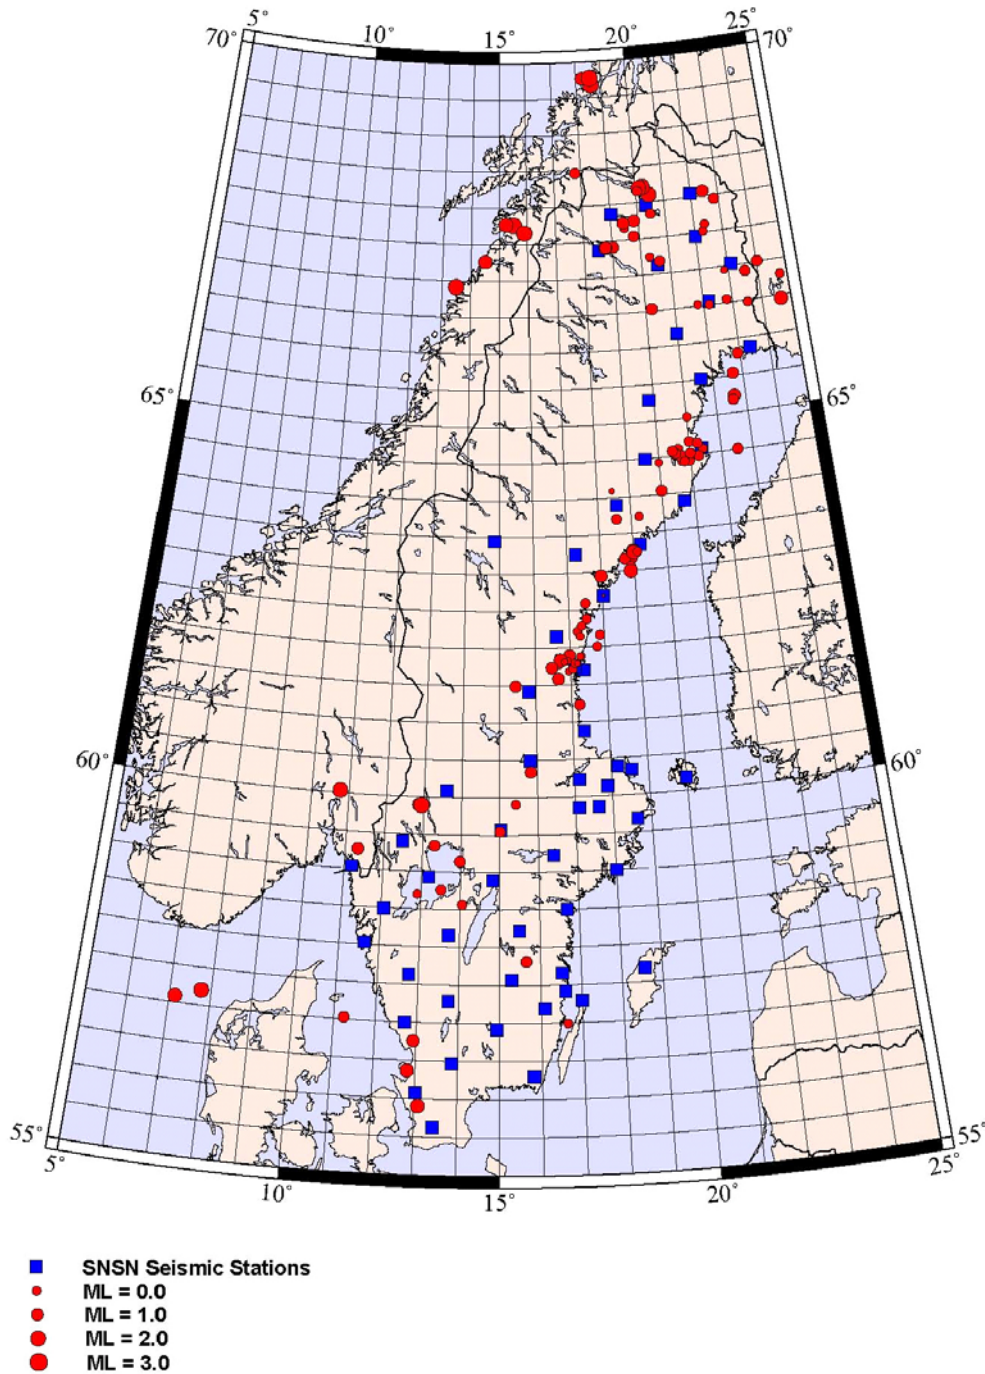 5° 10° 15° 20° 25°
70° 70°
65° 65°
60° 60°
55° 55°
5° 10° 15° 20° 25°
SNSN Seismic Stations
ML = 0.0
ML = 1.0
ML = 2.0
ML = 3.0